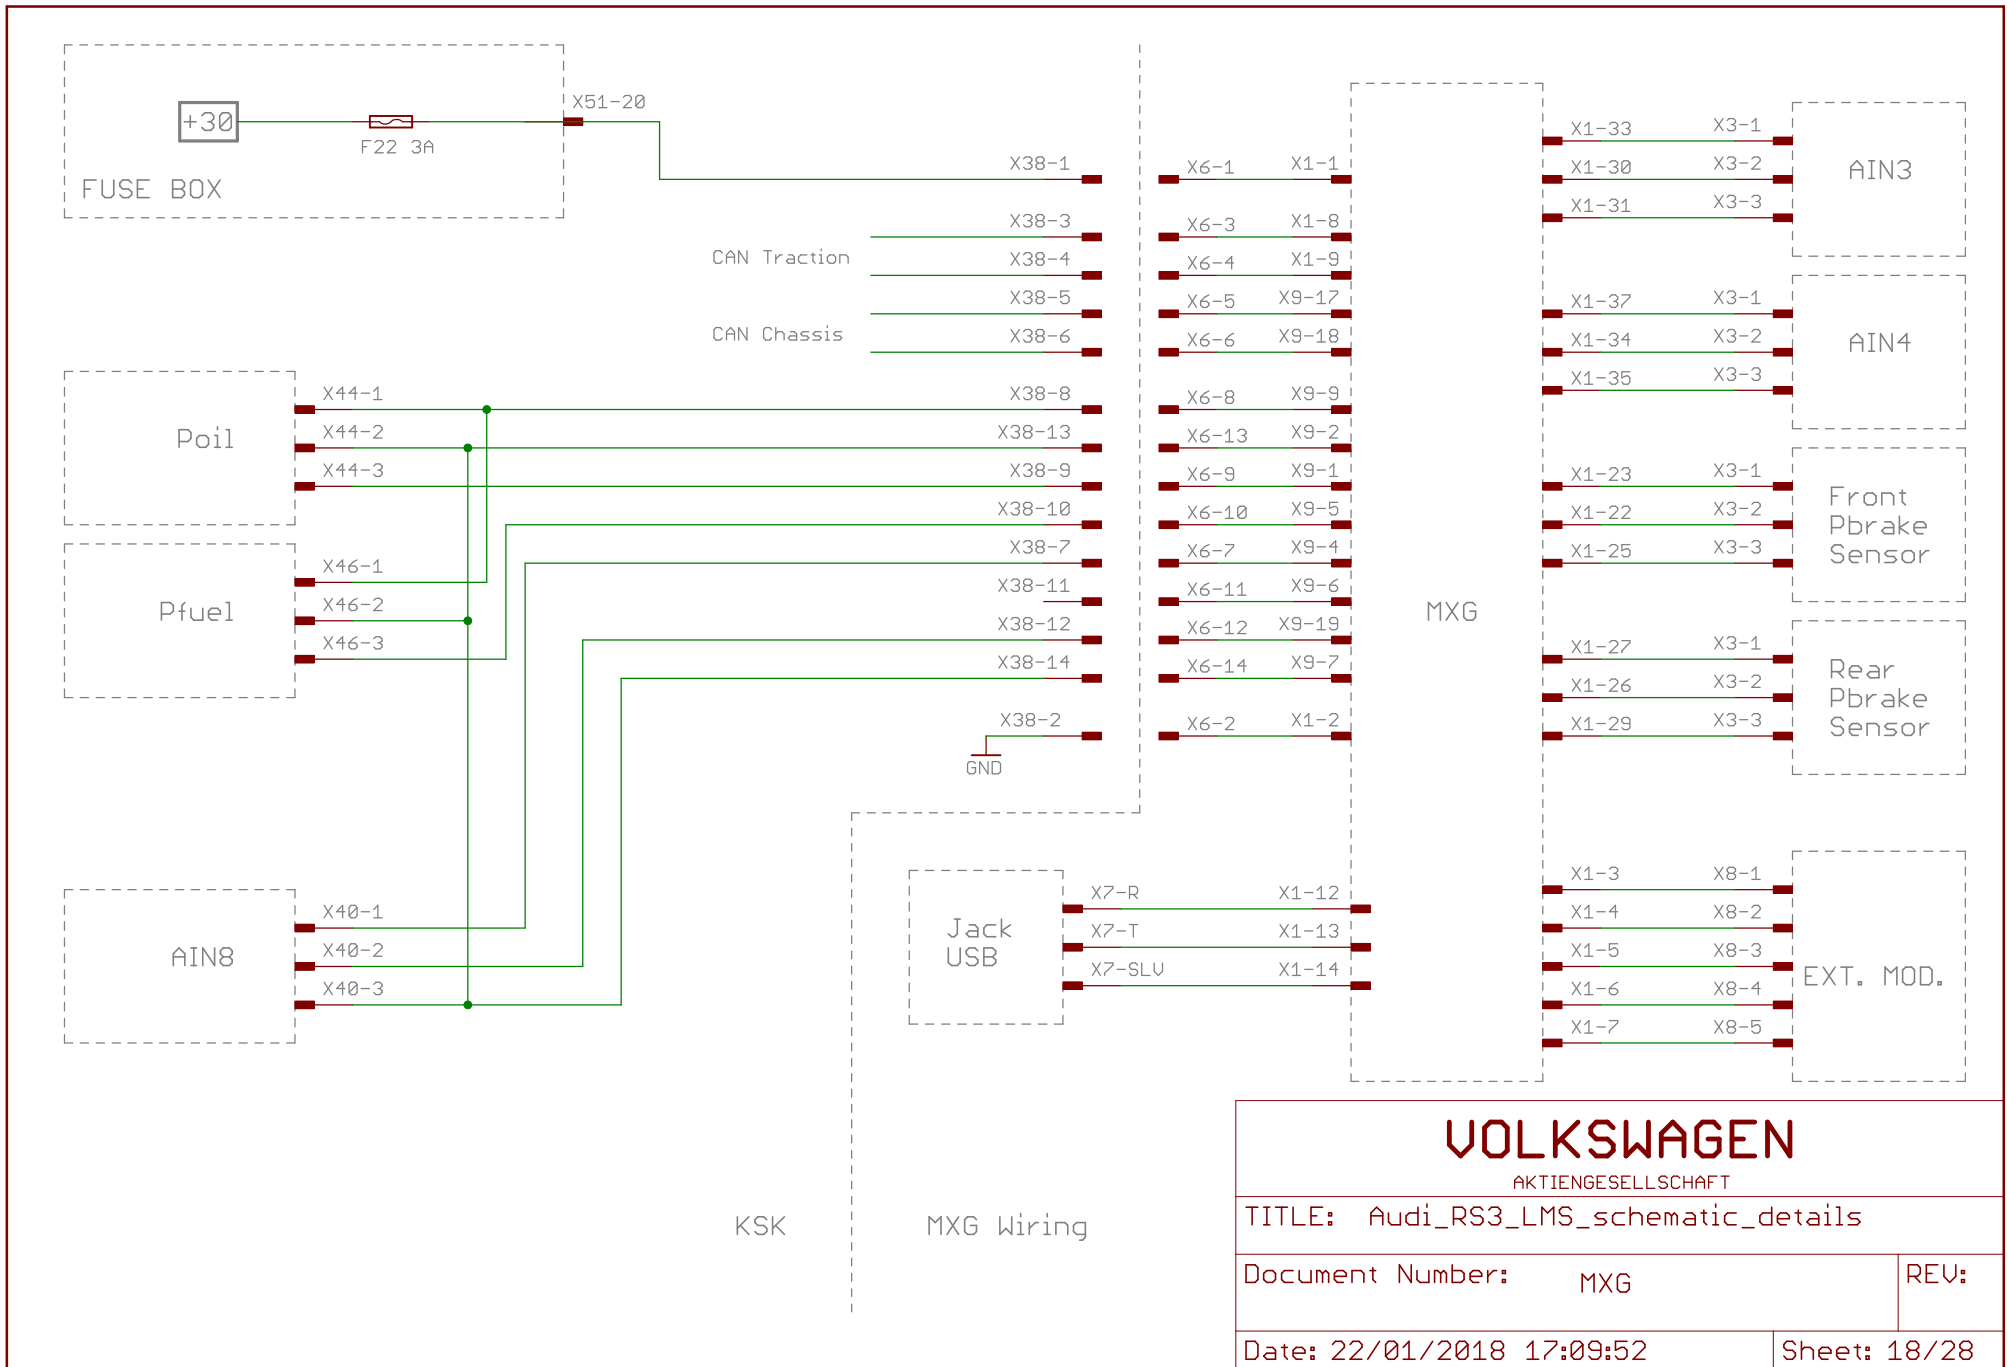 +30
F22 3A
X51-20
FUSE BOX
X38-1
X38-3
CAN Traction
X38-4
X38-5
CAN Chassis
X38-6
X44-1
X38-8
Poil
X44-2
X38-13
X44-3
X38-9
X38-10
X46-1
X38-7
Pfuel
X46-2
X38-11
X46-3
X38-12
X38-14
X38-2
GND
X40-1
AIN8
X40-2
X40-3
X6-1
X1-1
X6-3
X1-8
X6-4
X1-9
X6-5
X9-17
X6-6
X9-18
X6-8
X9-9
X6-13
X9-2
X6-9
X9-1
X6-10
X9-5
X6-7
X9-4
X6-11
X9-6
X6-12
X9-19
X6-14
X9-7
X6-2
X1-2
MXG
Jack
USB
X7-R
X1-12
X7-T
X1-13
X7-SLV
X1-14
X1-33
X3-1
X1-30
X3-2
X1-31
X3-3
AIN3
X1-37
X3-1
X1-34
X3-2
X1-35
X3-3
AIN4
X1-23
X3-1
X1-22
X3-2
X1-25
X3-3
Front
Pbrake
Sensor
X1-27
X3-1
X1-26
X3-2
X1-29
X3-3
Rear
Pbrake
Sensor
X1-3
X8-1
X1-4
X8-2
X1-5
X8-3
X1-6
X8-4
X1-7
X8-5
EXT. MOD.
KSK
MXG Wiring
VOLKSWAGEN
AKTIENGESELLSCHAFT
TITLE: Audi_RS3_LMS_schematic_details
Document Number: MXG
REV:
Date: 22/01/2018 17:09:52
Sheet: 18/28